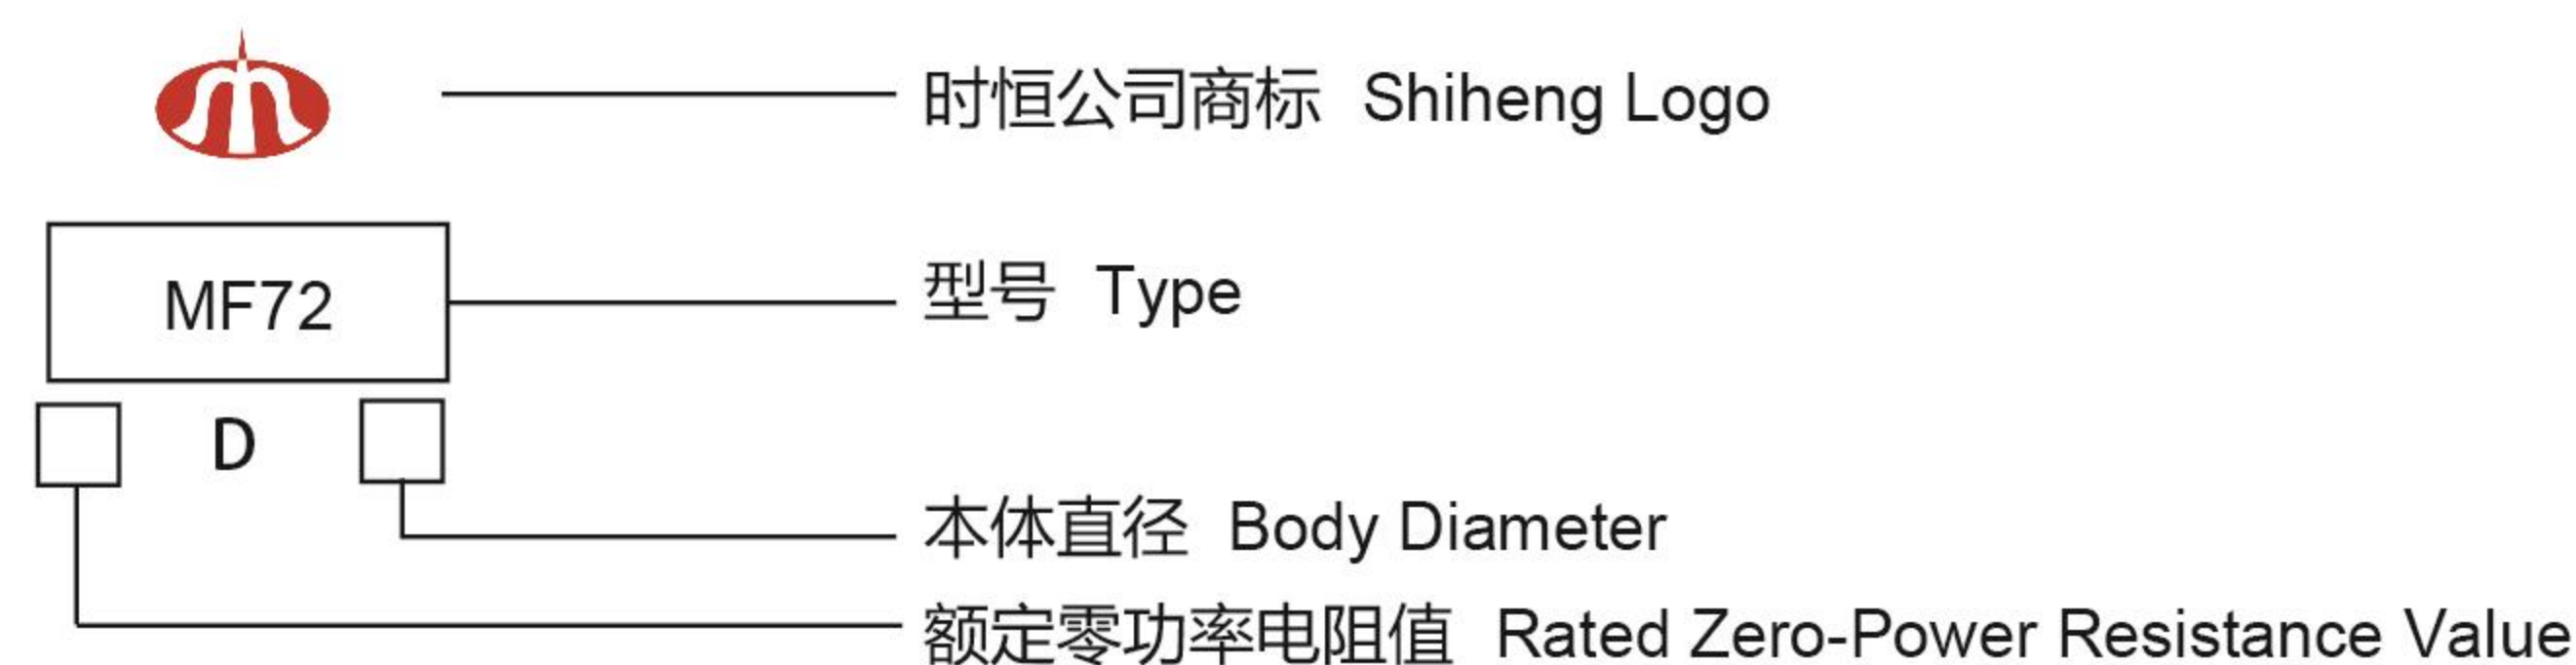 时恒公司商标 Shiheng Logo
MF72
型号 Type
D
本体直径 Body Diameter
额定零功率电阻值 Rated Zero-Power Resistance Value